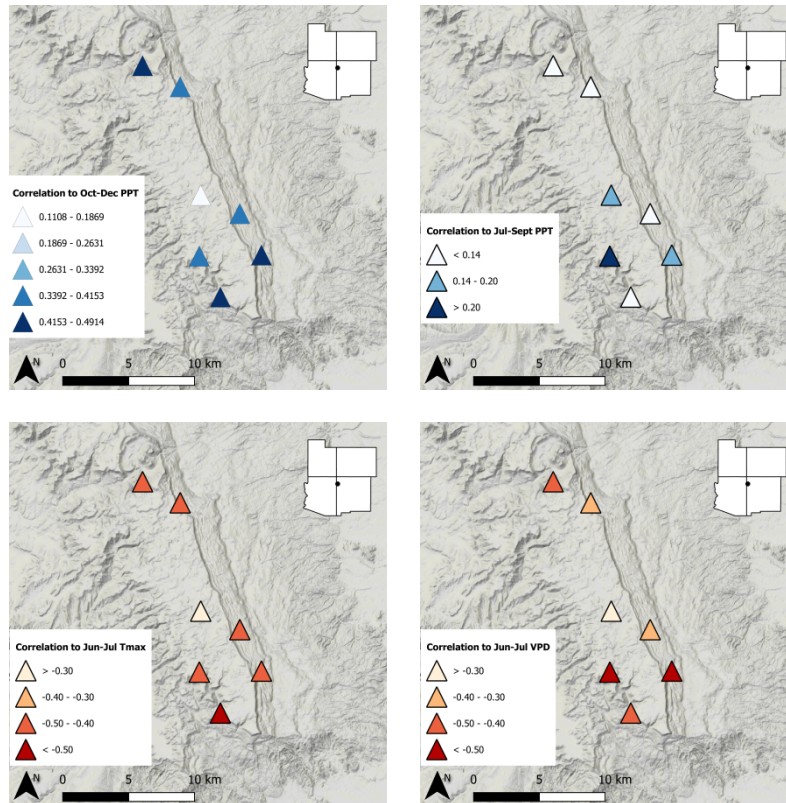 Correlation to Oct-Dec PPT
0.1108 - 0.1869
0.1869 - 0.2631
0.2631 - 0.3392
0.3392 - 0.4153
0.4153 - 0.4914
N
0 5 10 km
Correlation to Jul-Sept PPT
< 0.14
0.14 - 0.20
> 0.20
N
0 5 10 km
Correlation to Jun-Jul Tmax
> -0.30
-0.40 - -0.30
-0.50 - -0.40
< -0.50
N
0 5 10 km
Correlation to Jun-Jul VPD
> -0.30
-0.40 - -0.30
-0.50 - -0.40
< -0.50
N
0 5 10 km